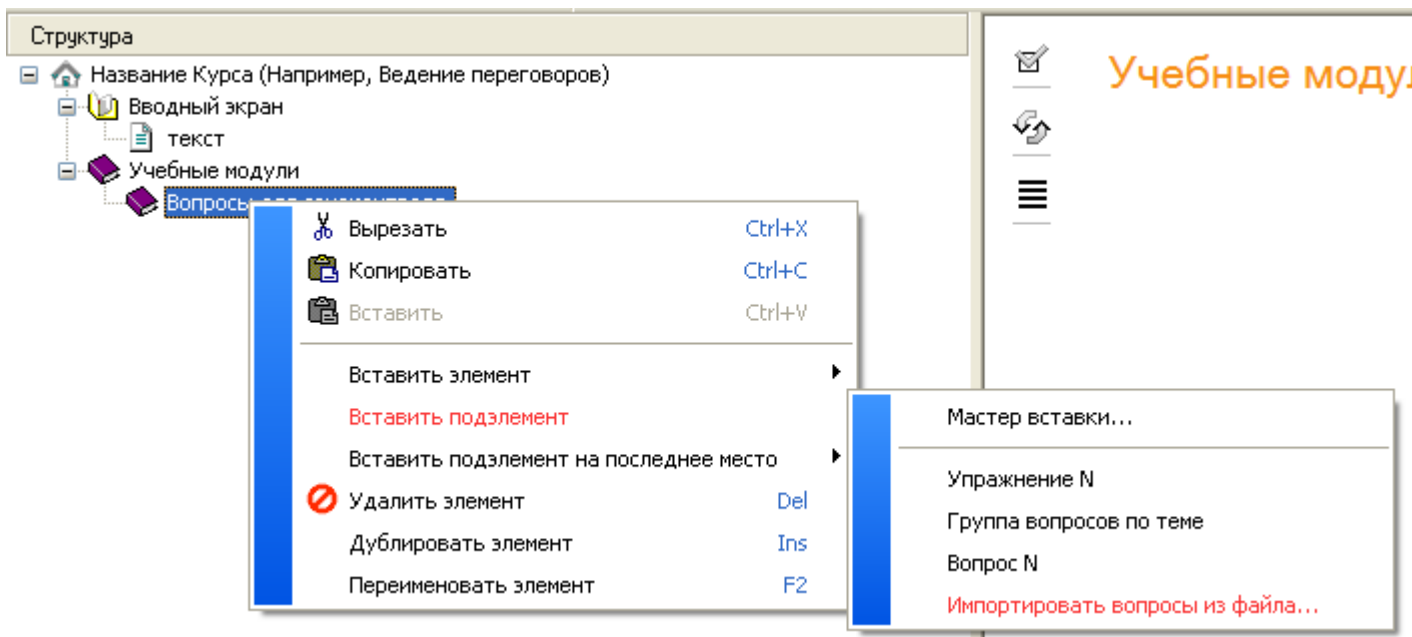 Структура
Название Курса (Например, Ведение переговоров)
Вводный экран
текст
Учебные модули
Вопросы
Учебные
Вырезать Ctrl+X
Копировать Ctrl+C
Вставить Ctrl+V
Вставить элемент
Вставить подэлемент
Вставить подэлемент на последнее место
Удалить элемент Del
Дублировать элемент Ins
Переименовать элемент F2
Мастер вставки...
Упражнение N
Группа вопросов по теме
Вопрос N
Импортировать вопросы из файла...